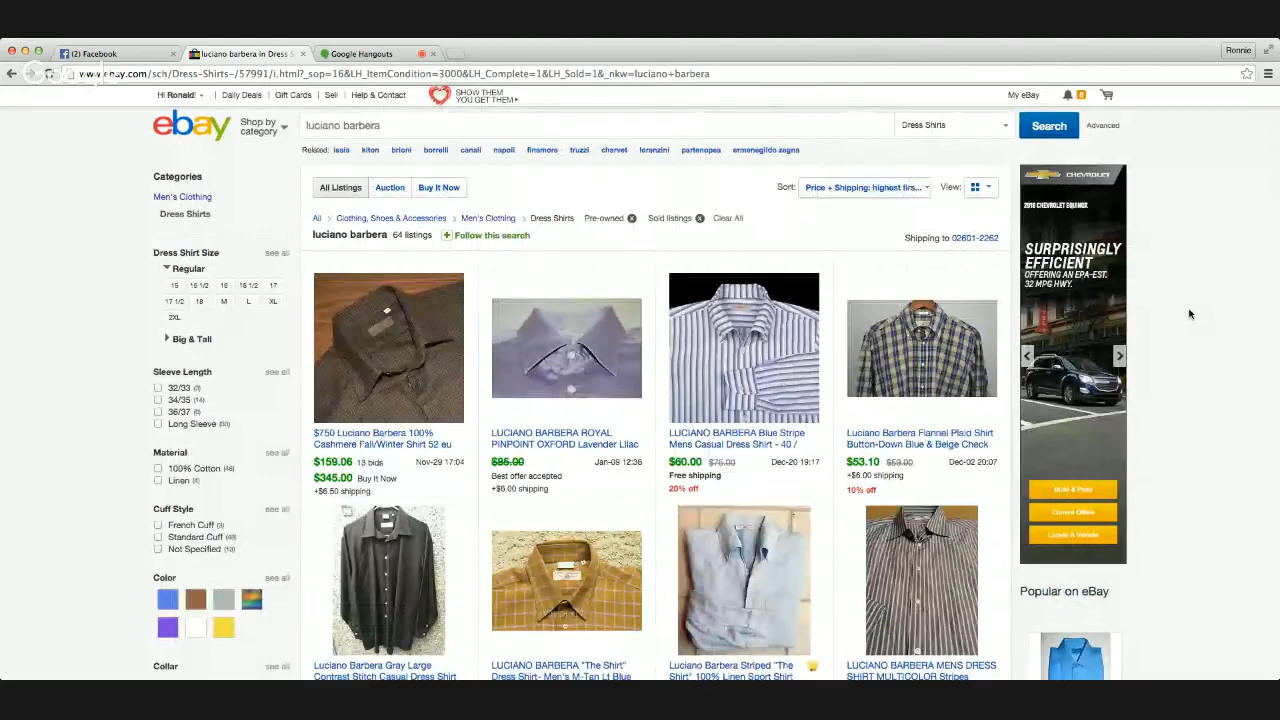 (2) Facebook
luciano barbera in Dress S
Google Hangouts
Ronnie
www.ebay.com/sch/Dress-Shirts-/57991/i.html?_sop=16&LH_ItemCondition=3000&LH_Complete=1&LH_Sold=1&_nkw=luciano+barbera
Hi Ronald!
Daily Deals
Gift Cards
Sell
Help & Contact
SHOW THEM
YOU GET THEM
My eBay
ebay
Shop by
category
luciano barbera
Dress Shirts
Search
Advanced
Related: isaia kiton brioni borrelli canali napoli finamore truzzi charvet lorenzini partenopea ermenegildo zegna
Categories
Men's Clothing
Dress Shirts
Dress Shirt Size see all
Regular
15 15 1/2 16 16 1/2 17
17 1/2 18 M L XL
2XL
Big & Tall
Sleeve Length see all
32/33
34/35 (14)
36/37
Long Sleeve
Material see all
100% Cotton
Linen (4)
Cuff Style see all
French Cuff
Standard Cuff
Not Specified
Color see all
Collar see all
All Listings Auction Buy It Now
Sort: Price + Shipping: highest firs...
View:
All > Clothing, Shoes & Accessories > Men's Clothing > Dress Shirts Pre-owned Sold listings Clear All
luciano barbera 64 listings + Follow this search
Shipping to 02601-2262
$750 Luciano Barbera 100%
Cashmere Fall/Winter Shirt 52 eu
$159.06 13 bids Nov-29 17:04
$345.00 Buy It Now
+$6.50 shipping
LUCIANO BARBERA ROYAL
PINPOINT OXFORD Lavender Lilac
$85.00 Jan-09 12:36
Best offer accepted
+$6.00 shipping
LUCIANO BARBERA Blue Stripe
Mens Casual Dress Shirt - 40 /
$60.00 $75.00 Dec-20 19:17
Free shipping
20% off
Luciano Barbera Flannel Plaid Shirt
Button-Down Blue & Beige Check
$53.10 $59.00 Dec-02 20:07
+$6.00 shipping
10% off
Luciano Barbera Gray Large
Contrast Stitch Casual Dress Shirt
LUCIANO BARBERA "The Shirt"
Dress Shirt- Men's M-Tan Lt Blue
Luciano Barbera Striped "The
Shirt" 100% Linen Sport Shirt
LUCIANO BARBERA MENS DRESS
SHIRT MULTICOLOR Stripes
CHEVROLET
2016 CHEVROLET EQUINOX
SURPRISINGLY
EFFICIENT
OFFERING AN EPA-EST.
32 MPG HWY.
Build & Price
Current Offers
Locate A Vehicle
Popular on eBay